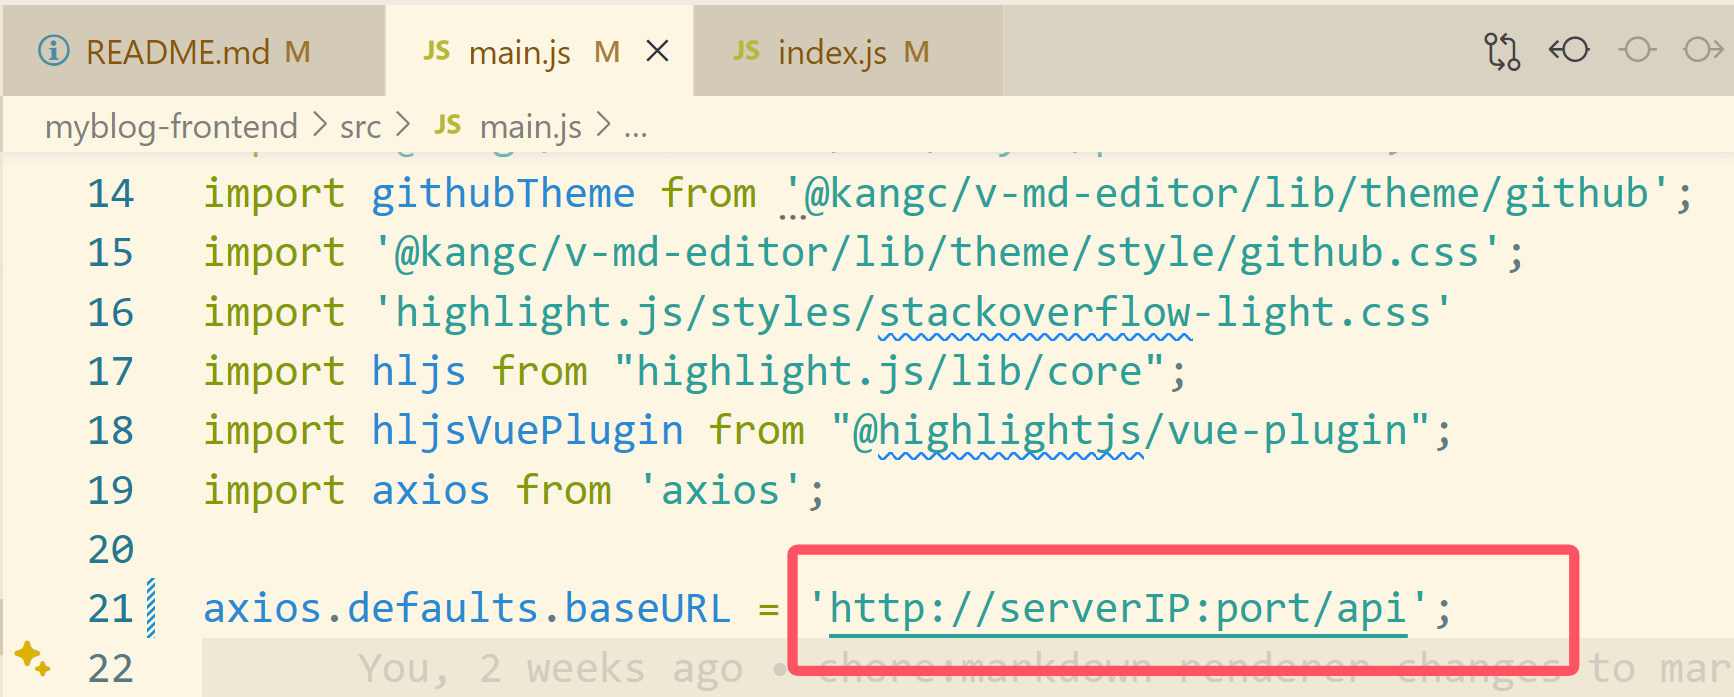 README.md M
JS main.js M
JS index.js M
myblog-frontend > src > JS main.js > ...
14 import githubTheme from '@kangc/v-md-editor/lib/theme/github';
15 import '@kangc/v-md-editor/lib/theme/style/github.css';
16 import 'highlight.js/styles/stackoverflow-light.css'
17 import hljs from "highlight.js/lib/core";
18 import hljsVuePlugin from "@highlightjs/vue-plugin";
19 import axios from 'axios';
20
21 axios.defaults.baseURL = 'http://serverIP:port/api';
22 You, 2 weeks ago • chore:markdown renderer changes to mar